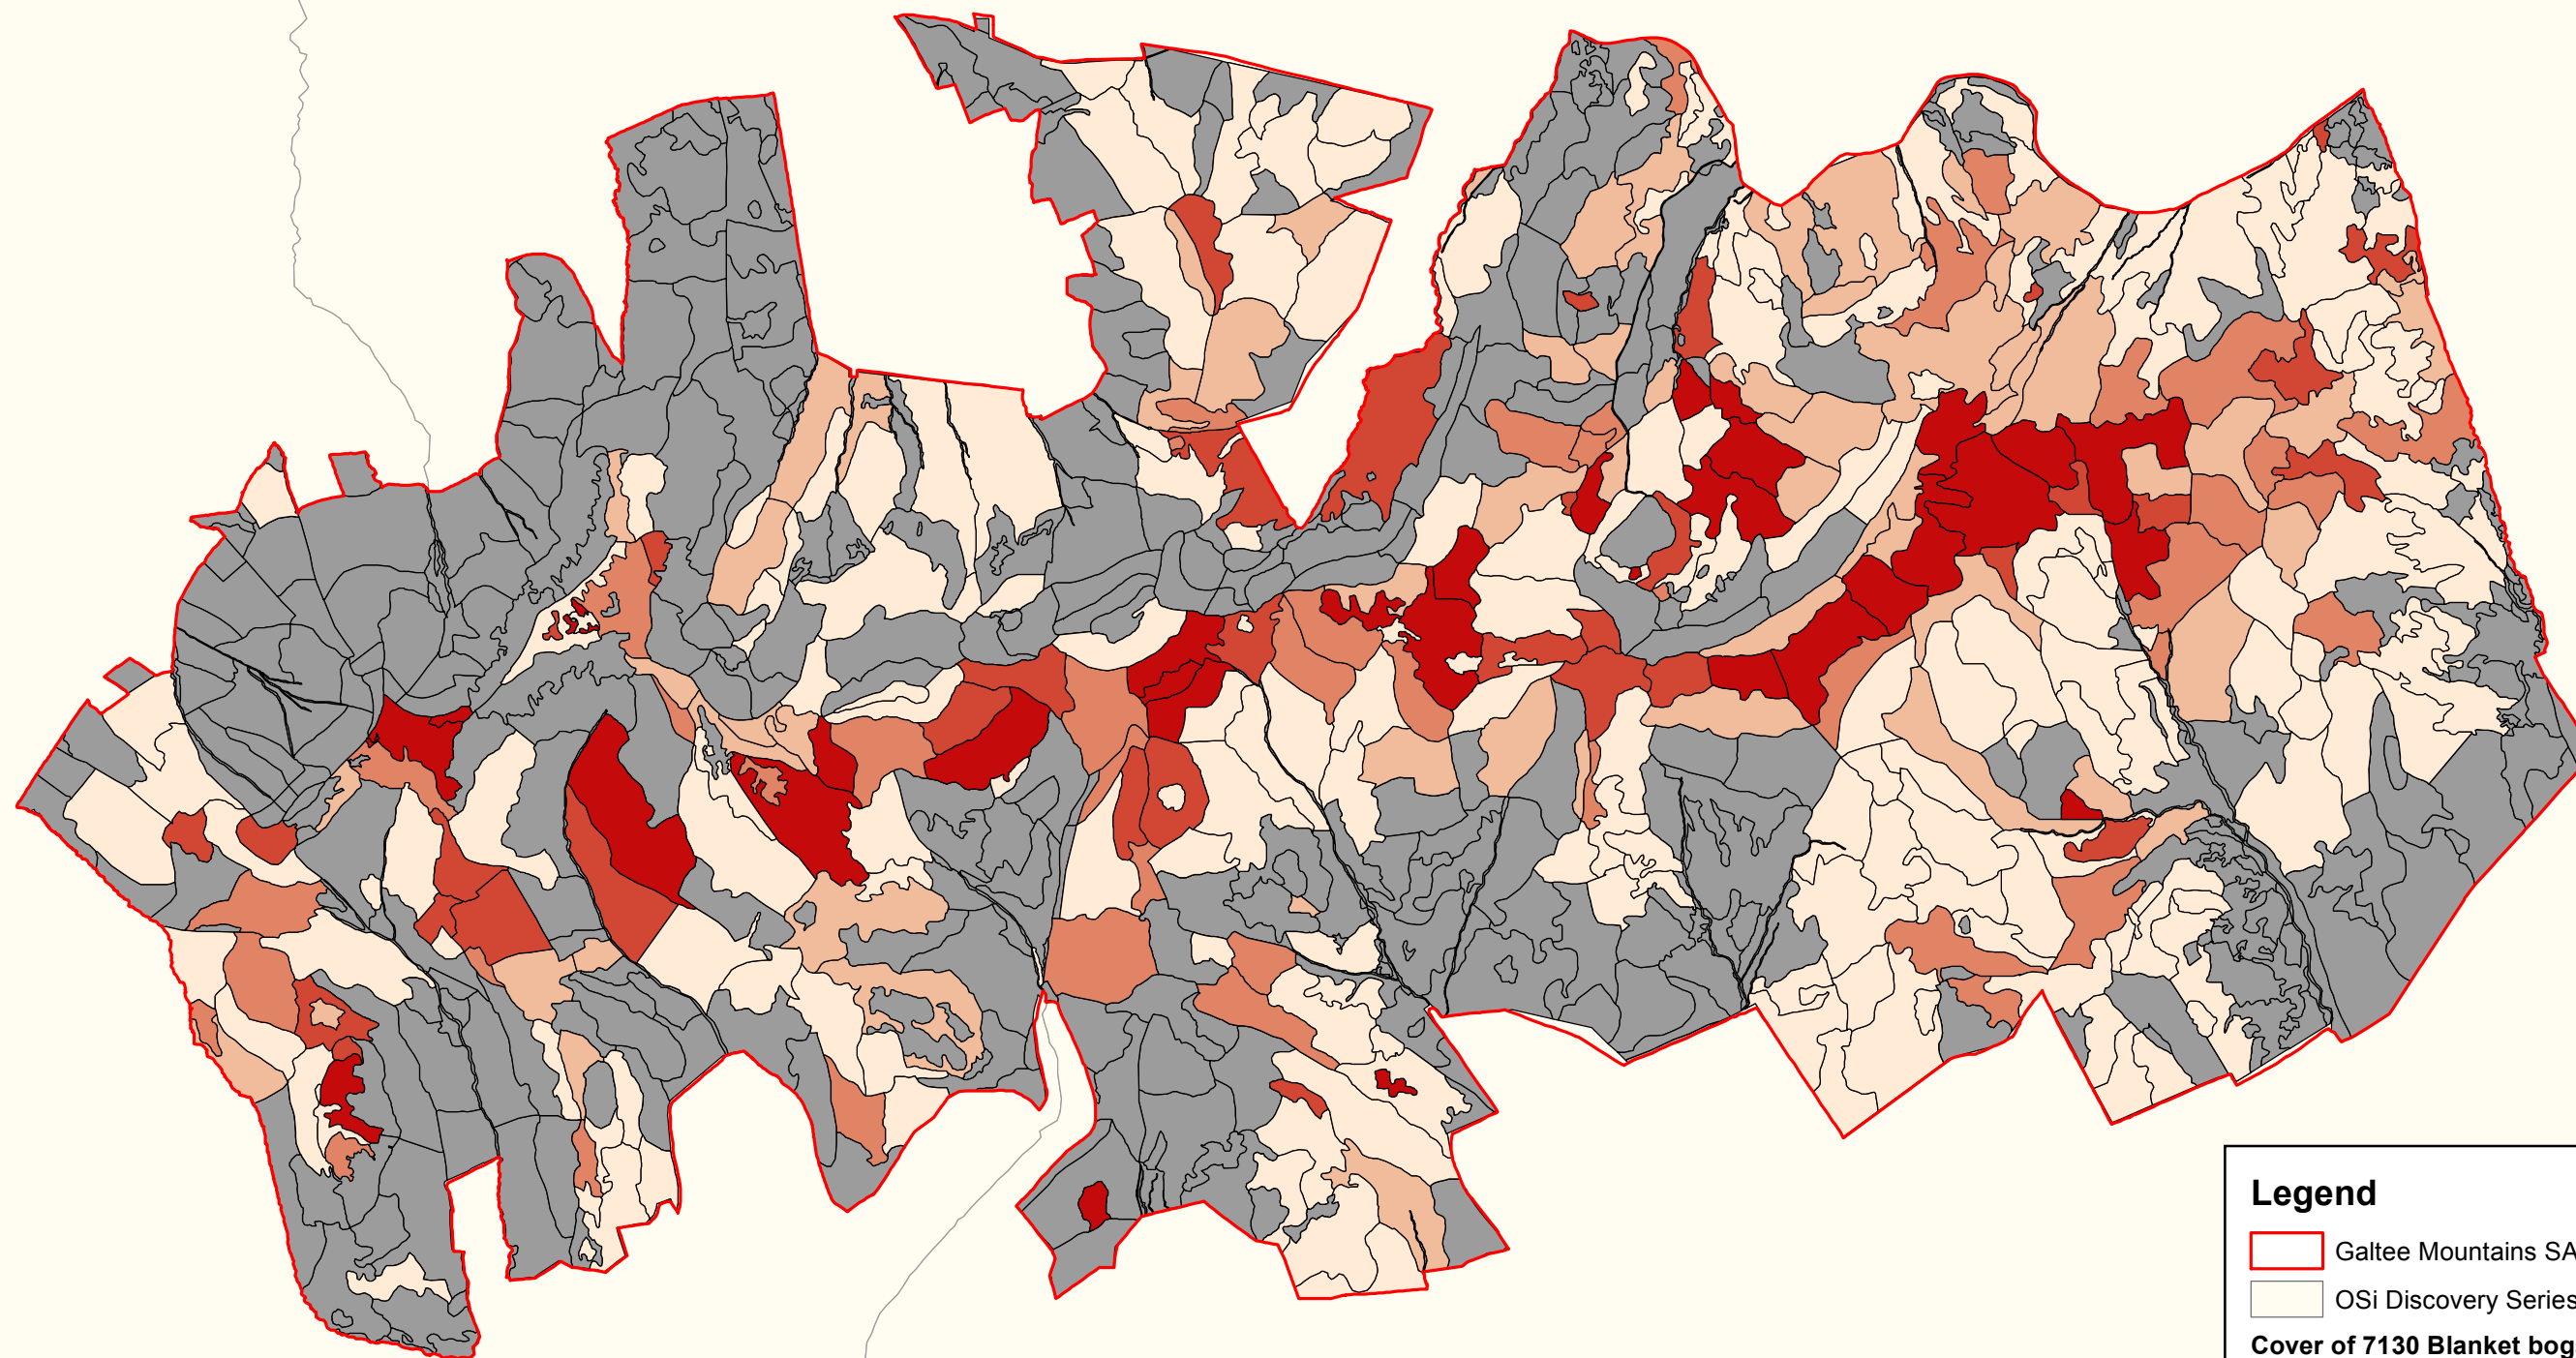 Legend
Galtee Mountains SA
OSi Discovery Series
Cover of 7130 Blanket bog